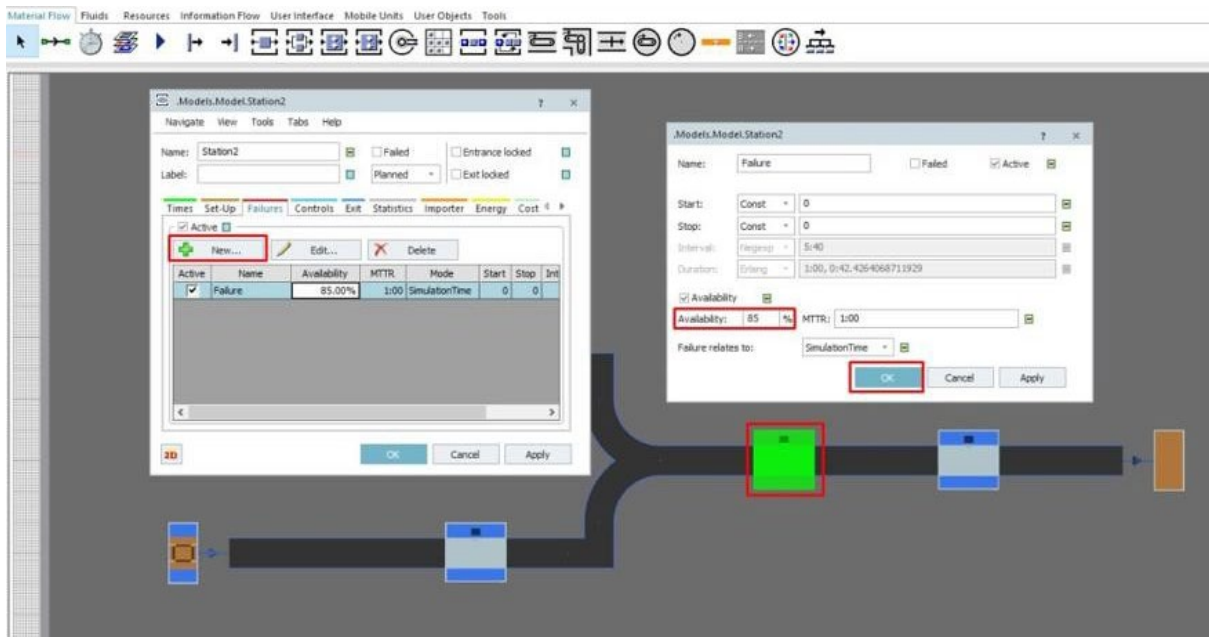 Material Flow Fluids Resources Information Flow User Interface Mobile Units User Objects Tools
.Models.Model.Station2 ? ×
Navigate View Tools Tabs Help
Name: Station2 Failed Entrance locked
Label: Planned Exit locked
Times Set-Up Failures Controls Exit Statistics Importer Energy Cost
Active
New... Edit... Delete
Active Name Availability MTTR Mode Start Stop Int
Failure 85.00% 1:00 SimulationTime 0 0
2D OK Cancel Apply
.Models.Model.Station2 ? ×
Name: Failure Failed Active
Start: Const 0
Stop: Const 0
Interval: Negexp 5:40
Duration: Erlang 1:00, 0:42.4264068711929
Availability
Availability: 85 % MTTR: 1:00
Failure relates to: SimulationTime
OK Cancel Apply